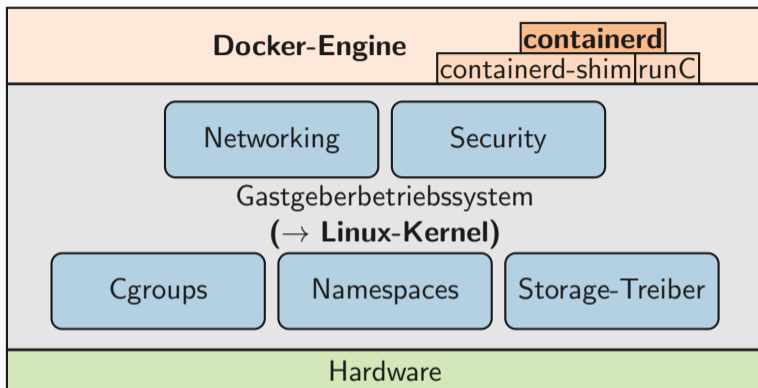 Docker-Engine
containerd
containerd-shim runC
Networking Security
Gastgeberbetriebssystem
(→ Linux-Kernel)
Cgroups Namespaces Storage-Treiber
Hardware